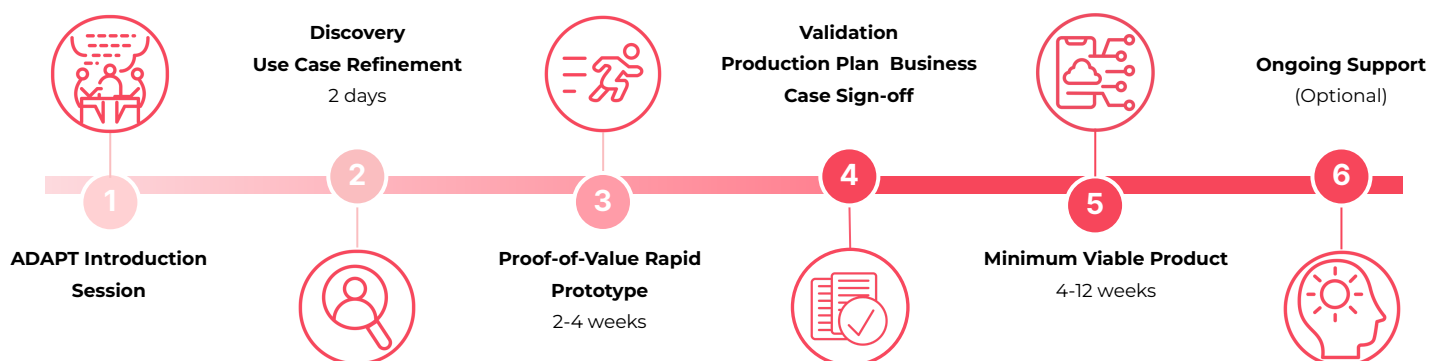 1
ADAPT Introduction
Session
Discovery
Use Case Refinement
2 days
2
3
Proof-of-Value Rapid
Prototype
2-4 weeks
Validation
Production Plan  Business
Case Sign-off
4
5
Minimum Viable Product
4-12 weeks
Ongoing Support
(Optional)
6